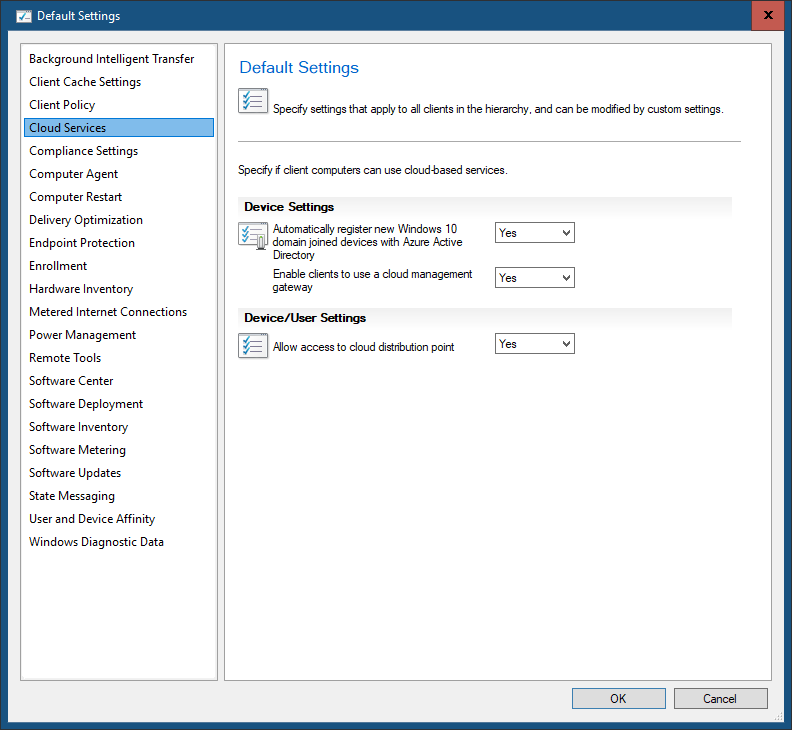 Default Settings
Background Intelligent Transfer
Client Cache Settings
Client Policy
Cloud Services
Compliance Settings
Computer Agent
Computer Restart
Delivery Optimization
Endpoint Protection
Enrollment
Hardware Inventory
Metered Internet Connections
Power Management
Remote Tools
Software Center
Software Deployment
Software Inventory
Software Metering
Software Updates
State Messaging
User and Device Affinity
Windows Diagnostic Data
Default Settings
Specify settings that apply to all clients in the hierarchy, and can be modified by custom settings.
Specify if client computers can use cloud-based services.
Device Settings
Automatically register new Windows 10
domain joined devices with Azure Active
Directory
Yes
Enable clients to use a cloud management
gateway
Yes
Device/User Settings
Allow access to cloud distribution point
Yes
OK
Cancel